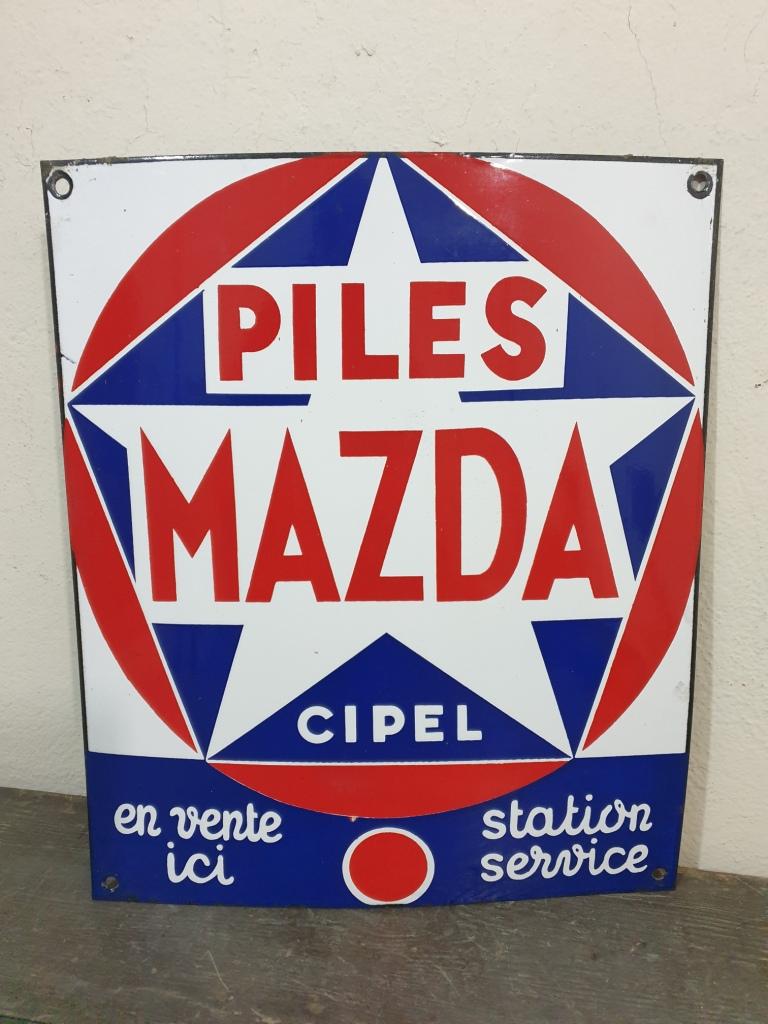 PILES
MAZDA
CIPEL
en vente
ici
station
service